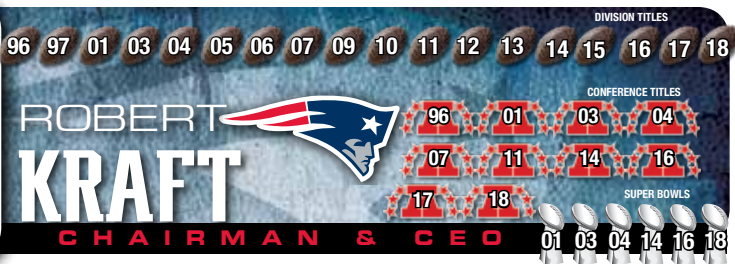 DIVISION TITLES
96 97 01 03 04 05 06 07 09 10 11 12 13 14 15 16 17 18
CONFERENCE TITLES
96 01 03 04
ROBERT
07 11 14 16
KRAFT
17 18
SUPER BOWLS
CHAIRMAN & CEO
01 03 04 14 16 18